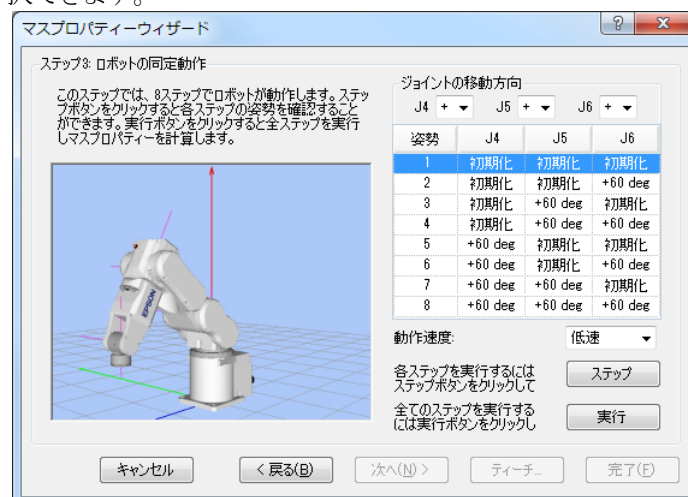 択できます。
マスプロパティーウィザード
ステップ3: ロボットの同定動作
このステップでは、8ステップでロボットが動作します。ステッ
プボタンをクリックすると各ステップの姿勢を確認すること
ができます。実行ボタンをクリックすると全ステップを実行
しマスプロパティーを計算します。
ジョイントの移動方向
J4 + J5 + J6 +
姿勢 J4 J5 J6
1 初期化 初期化 初期化
2 初期化 初期化 +60 deg
3 初期化 +60 deg 初期化
4 初期化 +60 deg +60 deg
5 +60 deg 初期化 初期化
6 +60 deg 初期化 +60 deg
7 +60 deg +60 deg 初期化
8 +60 deg +60 deg +60 deg
EPSON
動作速度: 低速
各ステップを実行するには
ステップボタンをクリックして
ステップ
全てのステップを実行する
には実行ボタンをクリックし
実行
キャンセル < 戻る(B) 次へ(N) > ティーチ... 完了(F)